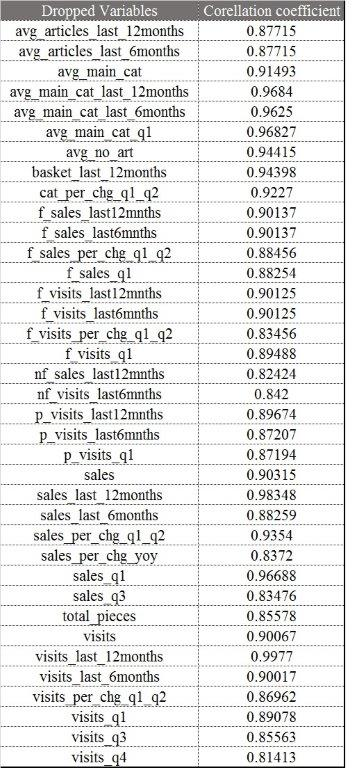 Dropped Variables Corellation coefficient
avg_articles_last_12months 0.87715
avg_articles_last_6months 0.87715
avg_main_cat 0.91493
avg_main_cat_last_12months 0.9684
avg_main_cat_last_6months 0.9625
avg_main_cat_q1 0.96827
avg_no_art 0.94415
basket_last_12months 0.94398
cat_per_chg_q1_q2 0.9227
f_sales_last12mnths 0.90137
f_sales_last6mnths 0.90137
f_sales_per_chg_q1_q2 0.88456
f_sales_q1 0.88254
f_visits_last12mnths 0.90125
f_visits_last6mnths 0.90125
f_visits_per_chg_q1_q2 0.83456
f_visits_q1 0.89488
nf_sales_last12mnths 0.82424
nf_visits_last6mnths 0.842
p_visits_last12mnths 0.89674
p_visits_last6mnths 0.87207
p_visits_q1 0.87194
sales 0.90315
sales_last_12months 0.98348
sales_last_6months 0.88259
sales_per_chg_q1_q2 0.9354
sales_per_chg_yoy 0.8372
sales_q1 0.96688
sales_q3 0.83476
total_pieces 0.85578
visits 0.90067
visits_last_12months 0.9977
visits_last_6months 0.90017
visits_per_chg_q1_q2 0.86962
visits_q1 0.89078
visits_q3 0.85563
visits_q4 0.81413